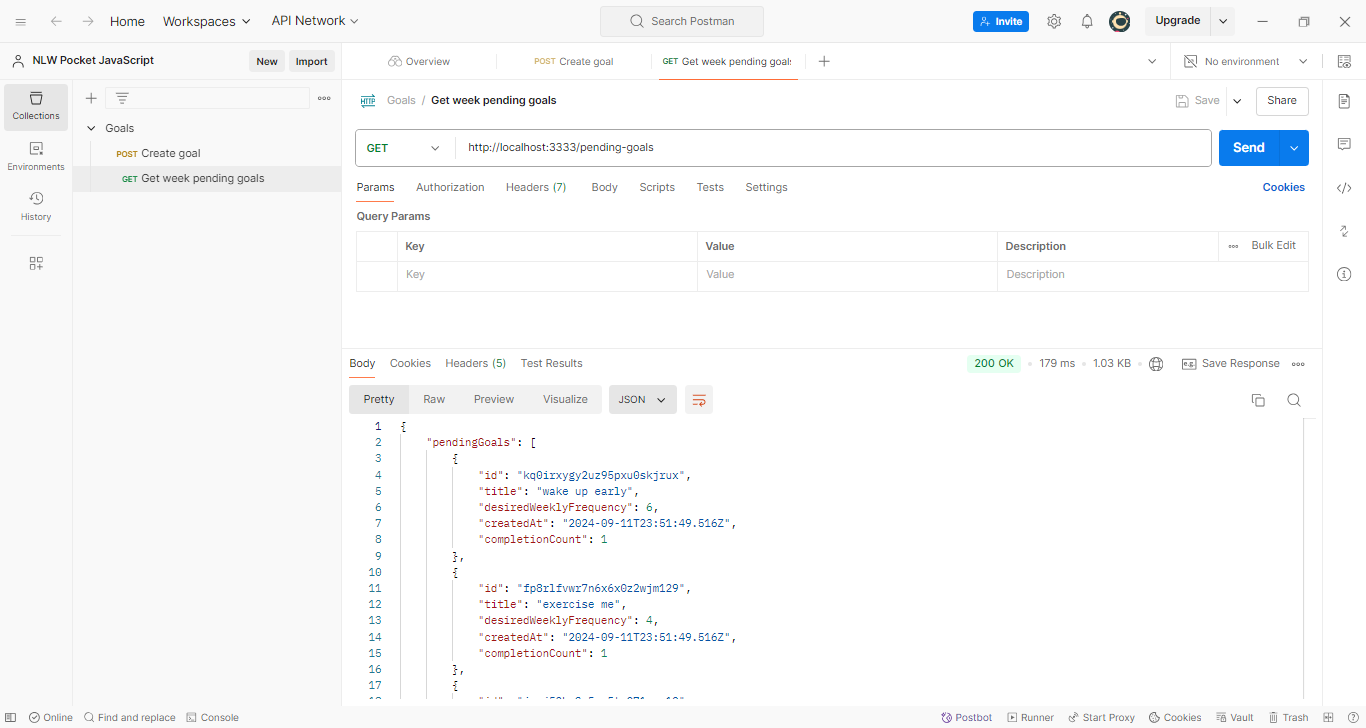 Home Workspaces API Network Search Postman Invite Upgrade
NLW Pocket JavaScript New Import Overview POST Create goal GET Get week pending goals No environment
Collections
Goals
HTTP Goals / Get week pending goals Save Share
POST Create goal
GET http://localhost:3333/pending-goals Send
Environments
GET Get week pending goals
Params Authorization Headers (7) Body Scripts Tests Settings Cookies
History
Query Params
Key Value Description Bulk Edit
Key Value Description
Body Cookies Headers (5) Test Results 200 OK 179 ms 1.03 KB e.g. Save Response
Pretty Raw Preview Visualize JSON
1 {
2 "pendingGoals": [
3 {
4 "id": "kq0irxygy2uz95pxu0skjrux",
5 "title": "wake up early",
6 "desiredWeeklyFrequency": 6,
7 "createdAt": "2024-09-11T23:51:49.516Z",
8 "completionCount": 1
9 },
10 {
11 "id": "fp8rlfvwr7n6x6x0z2wjm129",
12 "title": "exercise me",
13 "desiredWeeklyFrequency": 4,
14 "createdAt": "2024-09-11T23:51:49.516Z",
15 "completionCount": 1
16 },
17 {
Online Find and replace Console Postbot Runner Start Proxy Cookies Vault Trash